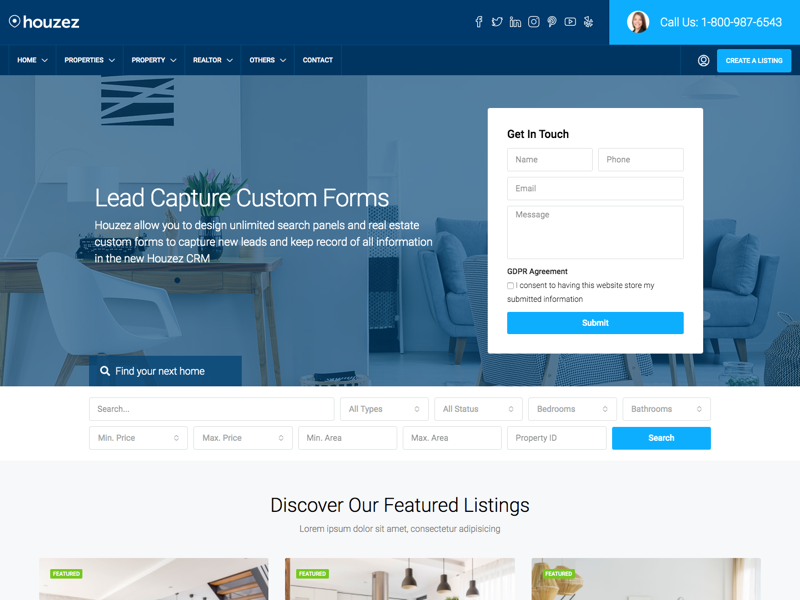 houzez
Call Us: 1-800-987-6543
HOME
PROPERTIES
PROPERTY
REALTOR
OTHERS
CONTACT
CREATE A LISTING
Lead Capture Custom Forms
Houzez allow you to design unlimited search panels and real estate
custom forms to capture new leads and keep record of all information
in the new Houzez CRM
Get In Touch
Name
Phone
Email
Message
GDPR Agreement
I consent to having this website store my
submitted information
Submit
Find your next home
Search...
All Types
All Status
Bedrooms
Bathrooms
Min. Price
Max. Price
Min. Area
Max. Area
Property ID
Search
Discover Our Featured Listings
Lorem ipsum dolor sit amet, consectetur adipisicing
FEATURED
FEATURED
FEATURED